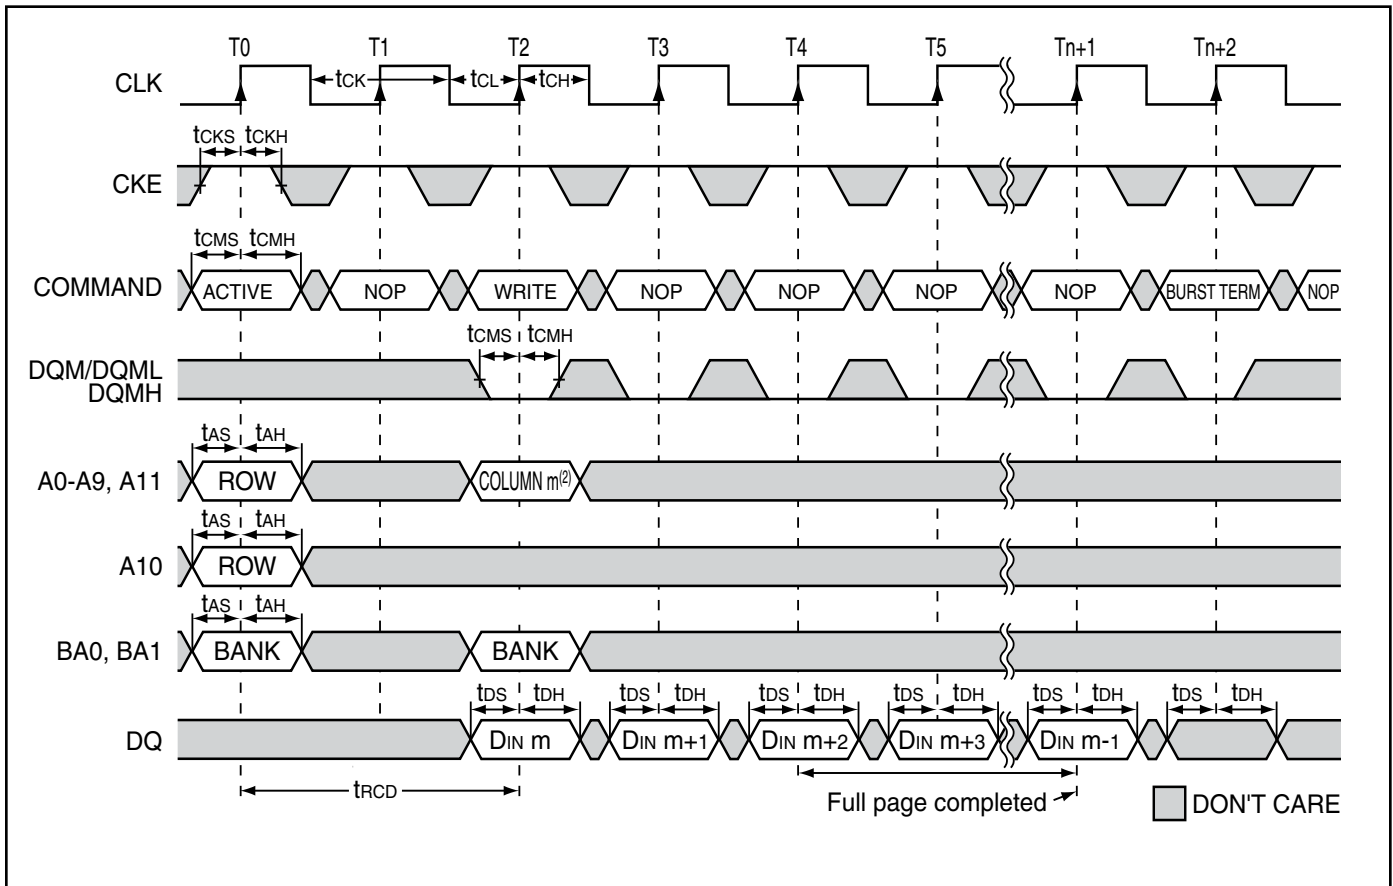 T0 T1 T2 T3 T4 T5 Tn+1 Tn+2
CLK tCK tCL tCH
tCKS tCKH
CKE
tCMS tCMH
COMMAND ACTIVE NOP WRITE NOP NOP NOP NOP BURST TERM NOP
tCMS tCMH
DQM/DQML
DQMH
tAS tAH
A0-A9, A11 ROW COLUMN m(2)
tAS tAH
A10 ROW
tAS tAH
BA0, BA1 BANK BANK
tDS tDH tDS tDH tDS tDH tDS tDH tDS tDH tDS tDH
DQ DIN m DIN m+1 DIN m+2 DIN m+3 DIN m-1
tRCD
Full page completed
DON'T CARE